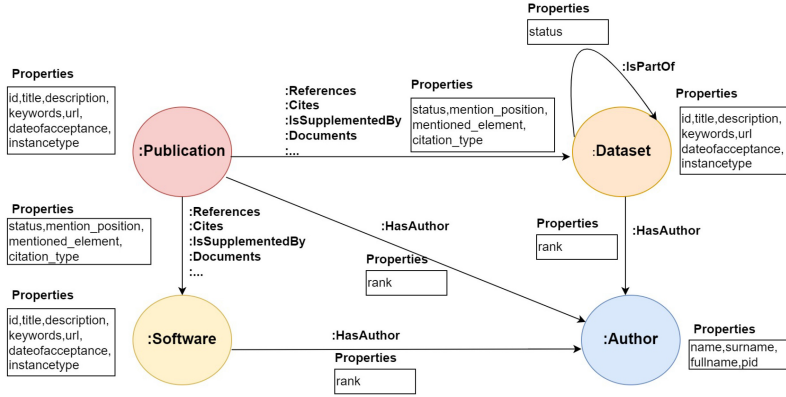 Properties
status
:IsPartOf
Properties
id,title,description,
keywords,url,
dateofacceptance,
instancetype
:References
:Cites
:IsSupplementedBy
:Documents
:...
Properties
status,mention_position,
mentioned_element,
citation_type
Properties
id,title,description,
keywords,url
dateofacceptance,
instancetype
:Publication
:Dataset
Properties
status,mention_position,
mentioned_element,
citation_type
:References
:Cites
:IsSupplementedBy
:Documents
:...
:HasAuthor
Properties
rank
Properties
rank
:HasAuthor
Properties
id,title,description,
keywords,url,
dateofacceptance,
instancetype
:Software
:HasAuthor
Properties
rank
:Author
Properties
name,surname,
fullname,pid